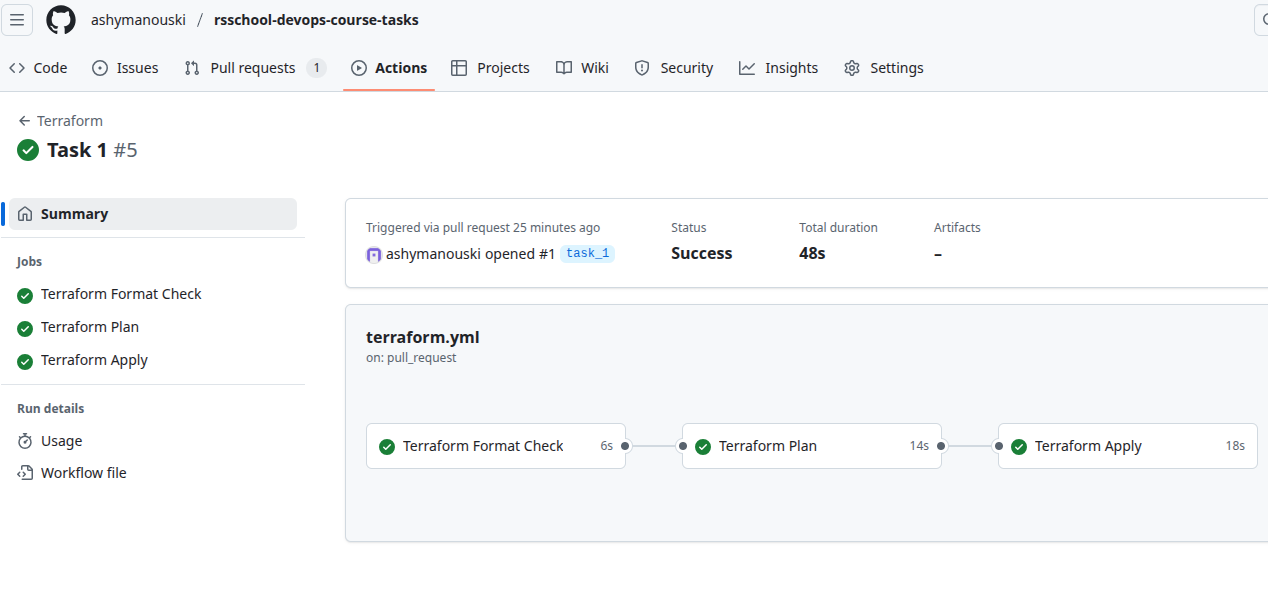 ashymanouski / rsschool-devops-course-tasks
Code Issues Pull requests 1 Actions Projects Wiki Security Insights Settings
← Terraform
Task 1 #5
Summary
Jobs
Terraform Format Check
Terraform Plan
Terraform Apply
Run details
Usage
Workflow file
Triggered via pull request 25 minutes ago
ashymanouski opened #1 task_1
Status
Success
Total duration
48s
Artifacts
–
terraform.yml
on: pull_request
Terraform Format Check 6s
Terraform Plan 14s
Terraform Apply 18s